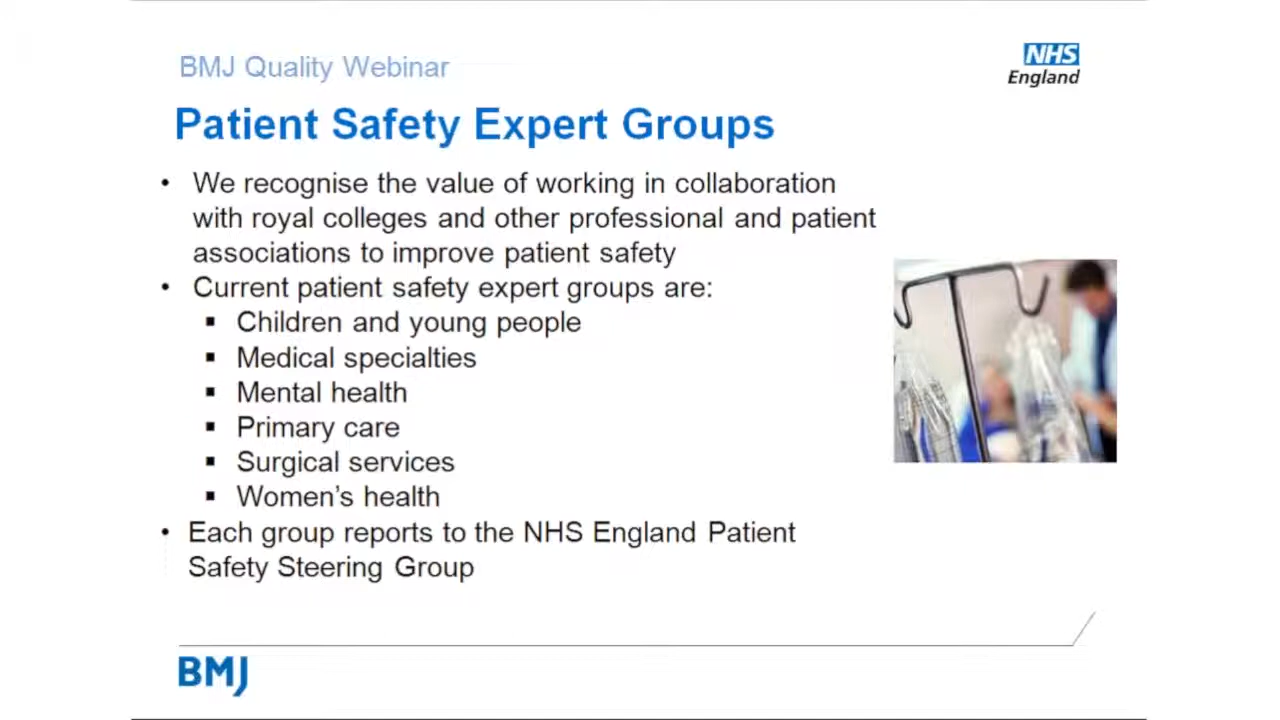 BMJ Quality Webinar
NHS
England
Patient Safety Expert Groups
• We recognise the value of working in collaboration
with royal colleges and other professional and patient
associations to improve patient safety
• Current patient safety expert groups are:
▪ Children and young people
▪ Medical specialties
▪ Mental health
▪ Primary care
▪ Surgical services
▪ Women’s health
• Each group reports to the NHS England Patient
Safety Steering Group
BMJ